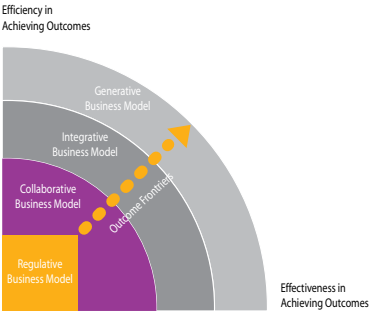 Efficiency in
Achieving Outcomes
Generative
Business Model
Integrative
Business Model
Collaborative
Business Model
Outcome Frontriers
Regulative
Business Model
Effectiveness in
Achieving Outcomes